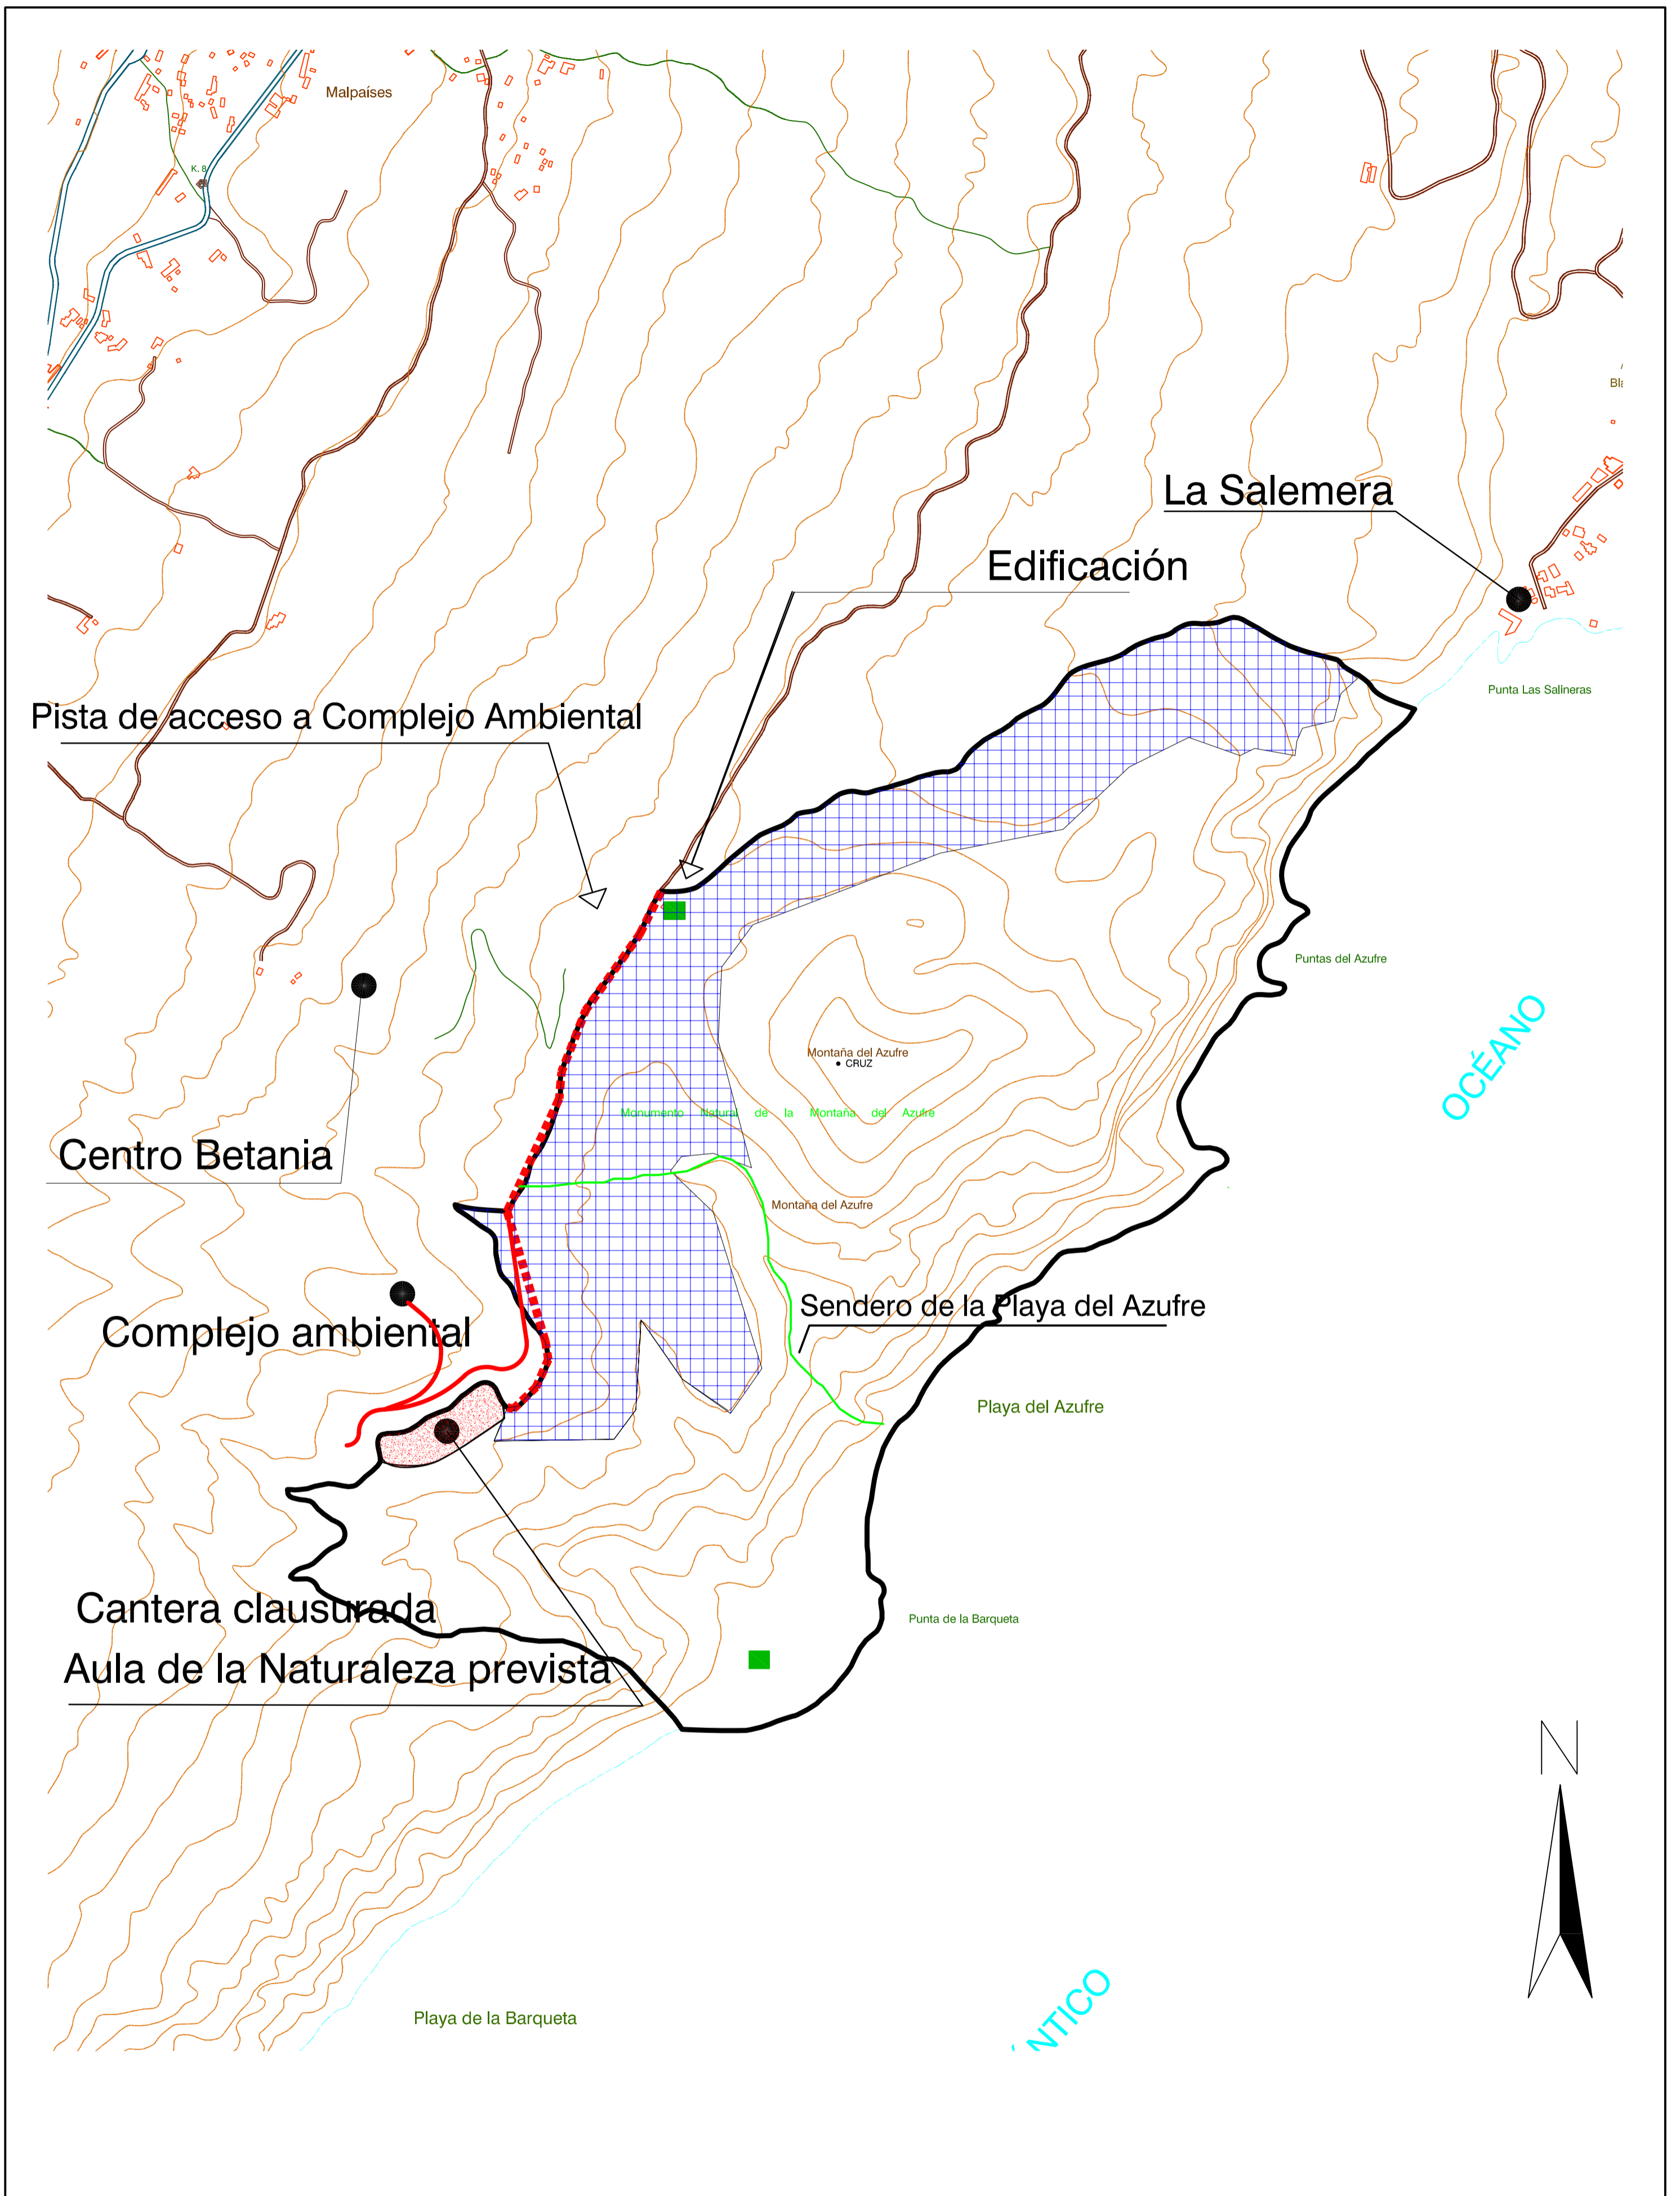 Malpaíses
K. 8
La Salemera
Edificación
Punta Las Salineras
Pista de acceso a Complejo Ambiental
Puntas del Azufre
OCÉANO
Montaña del Azufre
CRUZ
Monumento Natural de la Montaña del Azufre
Centro Betania
Montaña del Azufre
Sendero de la Playa del Azufre
Complejo ambiental
Playa del Azufre
Cantera clausurada
Punta de la Barqueta
Aula de la Naturaleza prevista
N
NTICO
Playa de la Barqueta